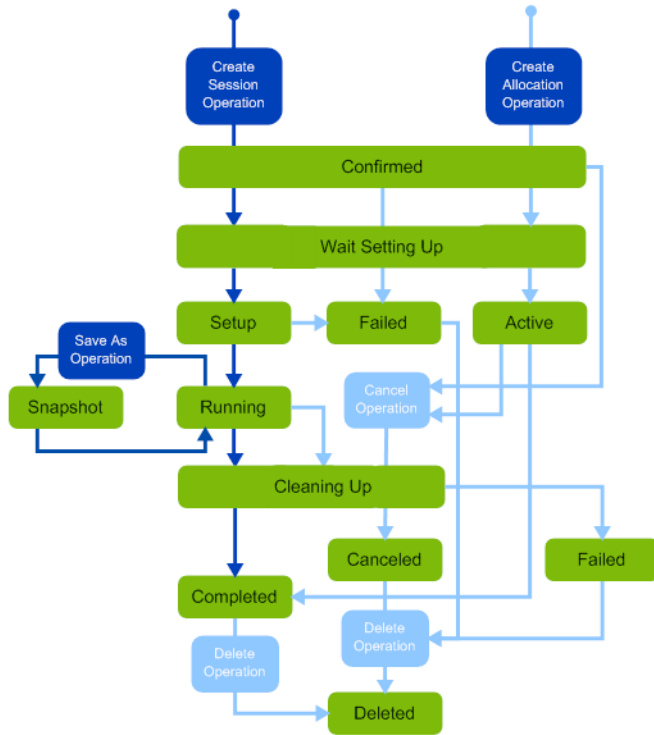 Create
Session
Operation
Create
Allocation
Operation
Confirmed
Wait Setting Up
Setup
Failed
Active
Save As
Operation
Cancel
Operation
Snapshot
Running
Cleaning Up
Canceled
Failed
Completed
Delete
Operation
Delete
Operation
Deleted